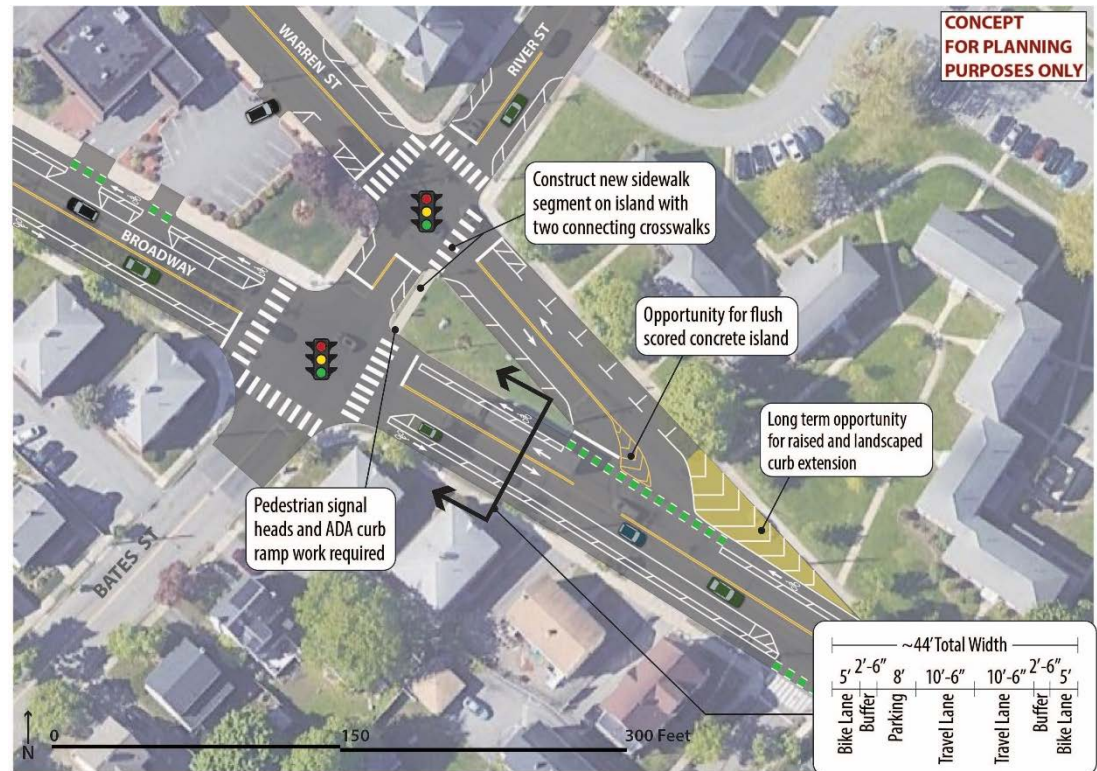 CONCEPT
FOR PLANNING
PURPOSES ONLY
WARREN ST
RIVER ST
Construct new sidewalk
segment on island with
two connecting crosswalks
BROADWAY
Opportunity for flush
scored concrete island
Long term opportunity
for raised and landscaped
curb extension
Pedestrian signal
heads and ADA curb
ramp work required
BATES ST
~44' Total Width
5' 2'-6" 8' 10'-6" 10'-6" 2'-6" 5'
Bike Lane
Buffer
Parking
Travel Lane
Travel Lane
Buffer
Bike Lane
N
0 150 300 Feet